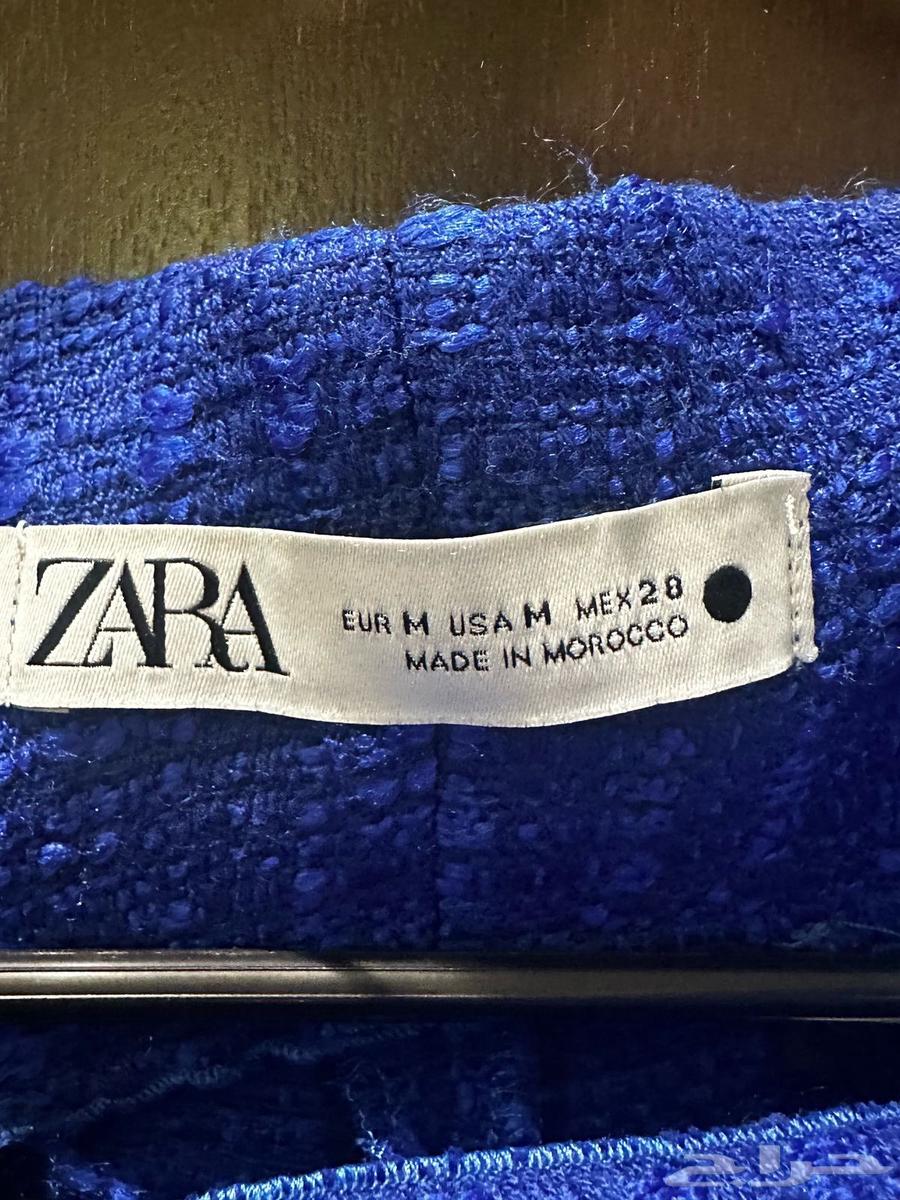 ZARA
EUR M USA M MEX 28
MADE IN MOROCCO
حراج